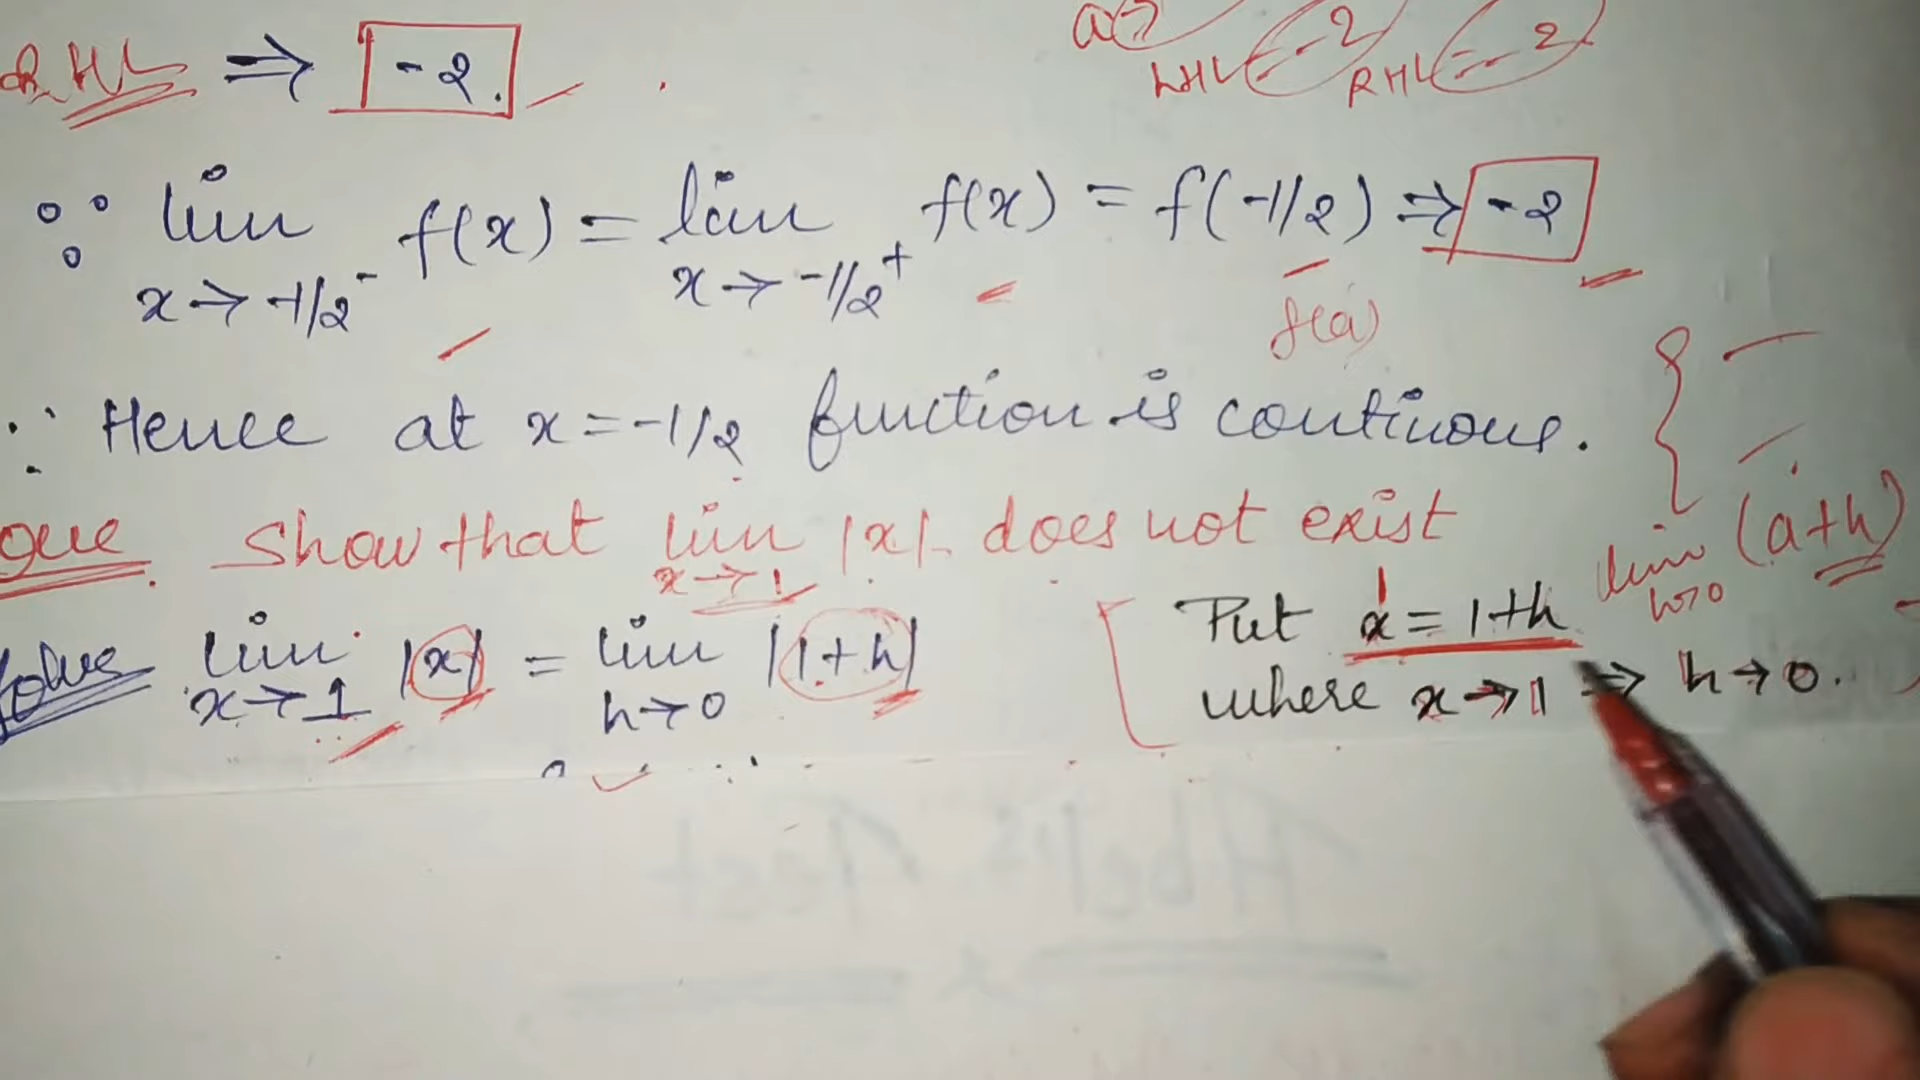 a→
RHL ⇒ -2.
LHL = -2 RHL = -2
∵ lim x→-1/2⁻ f(x) = lim x→-1/2⁺ f(x) = f(-1/2) ⇒ -2
f(a)
∴ Hence at x=-1/2 function is continuous.
Que. Show that lim x→1 |x| does not exist
lim h→0 (a+h)
Solve lim x→1 |x| = lim h→0 |1+h|
Put x = 1+h
where x→1 ⇒ h→0.